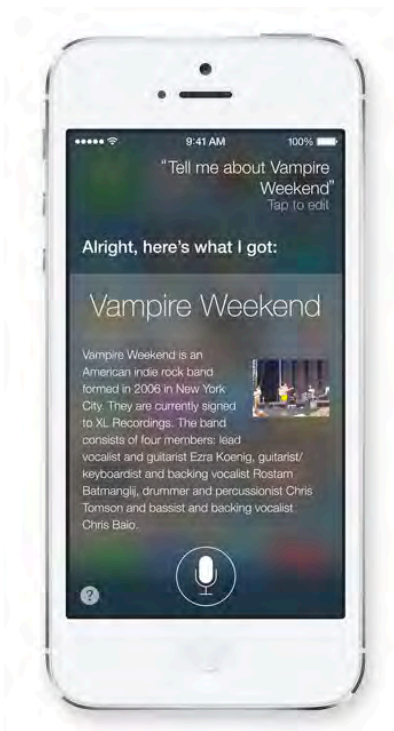 9:41 AM 100%
“Tell me about Vampire
Weekend”
Tap to edit
Alright, here’s what I got:
Vampire Weekend
Vampire Weekend is an
American indie rock band
formed in 2006 in New York
City. They are currently signed
to XL Recordings. The band
consists of four members: lead
vocalist and guitarist Ezra Koenig, guitarist/
keyboardist and backing vocalist Rostam
Batmanglij, drummer and percussionist Chris
Tomson and bassist and backing vocalist
Chris Baio.
?